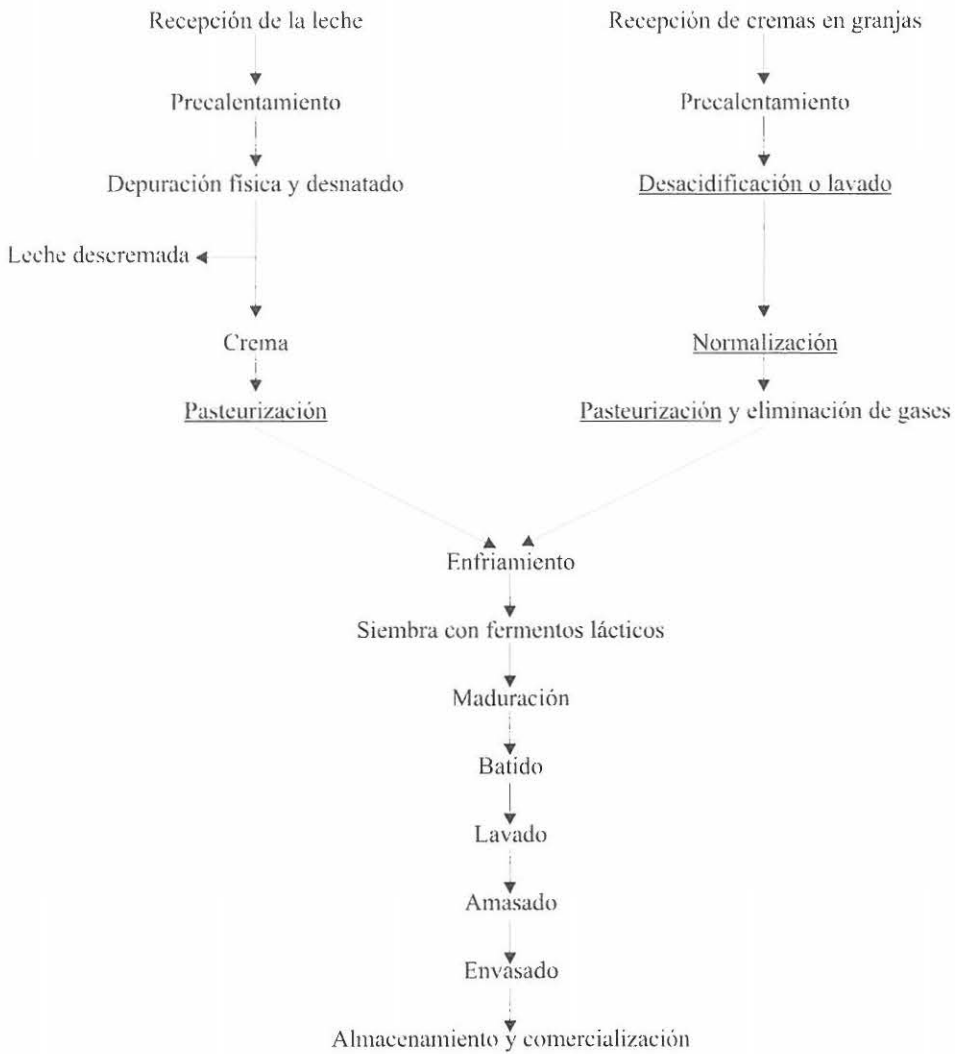 Recepción de la leche
Recepción de cremas en granjas
Precalentamiento
Precalentamiento
Depuración física y desnatado
Desacidificación o lavado
Leche descremada
Crema
Normalización
Pasteurización
Pasteurización y eliminación de gases
Enfriamiento
Siembra con fermentos lácticos
Maduración
Batido
Lavado
Amasado
Envasado
Almacenamiento y comercialización